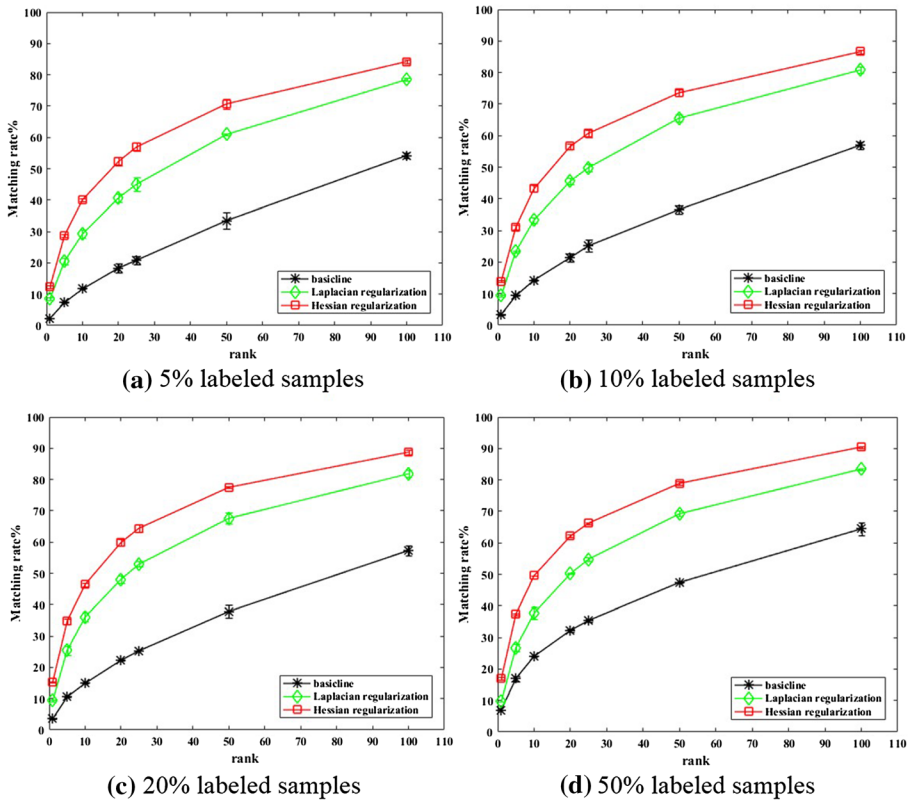 100
90
80
70
60
50
40
30
20
10
0
Matching rate%
basicline
Laplacian regularization
Hessian regularization
0 10 20 30 40 50 60 70 80 90 100 110
rank
(a) 5% labeled samples
100
90
80
70
60
50
40
30
20
10
0
Matching rate%
basicline
Laplacian regularization
Hessian regularization
0 10 20 30 40 50 60 70 80 90 100 110
rank
(b) 10% labeled samples
100
90
80
70
60
50
40
30
20
10
0
Matching rate%
basicline
Laplacian regularization
Hessian regularization
0 10 20 30 40 50 60 70 80 90 100 110
rank
(c) 20% labeled samples
100
90
80
70
60
50
40
30
20
10
0
Matching rate%
basicline
Laplacian regularization
Hessian regularization
0 10 20 30 40 50 60 70 80 90 100 110
rank
(d) 50% labeled samples